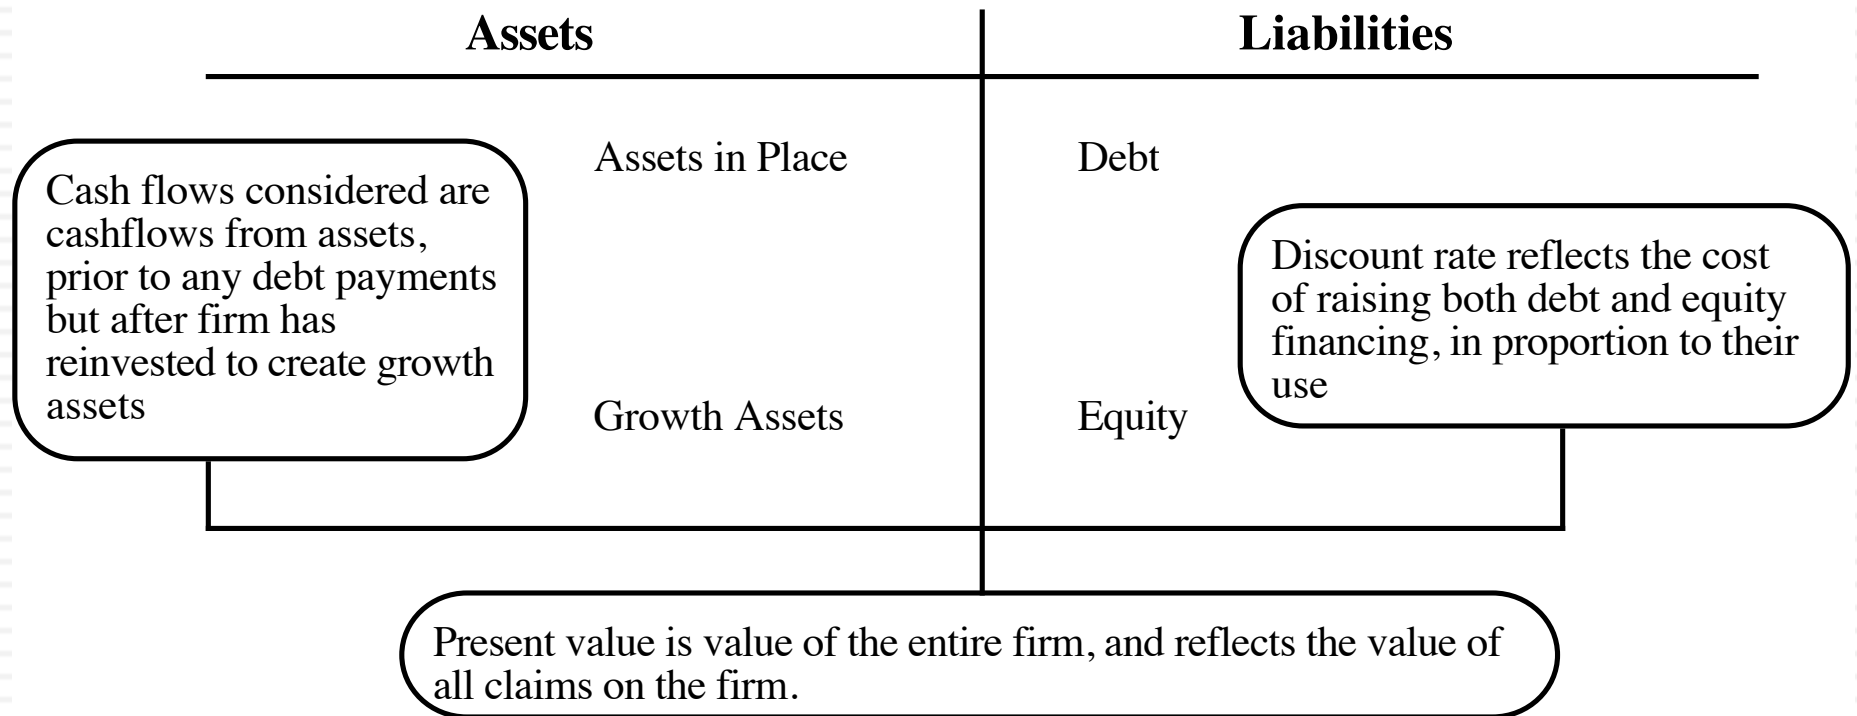 Assets
Liabilities
Assets in Place
Debt
Cash flows considered are
cashflows from assets,
prior to any debt payments
but after firm has
reinvested to create growth
assets
Discount rate reflects the cost
of raising both debt and equity
financing, in proportion to their
use
Growth Assets
Equity
Present value is value of the entire firm, and reflects the value of
all claims on the firm.